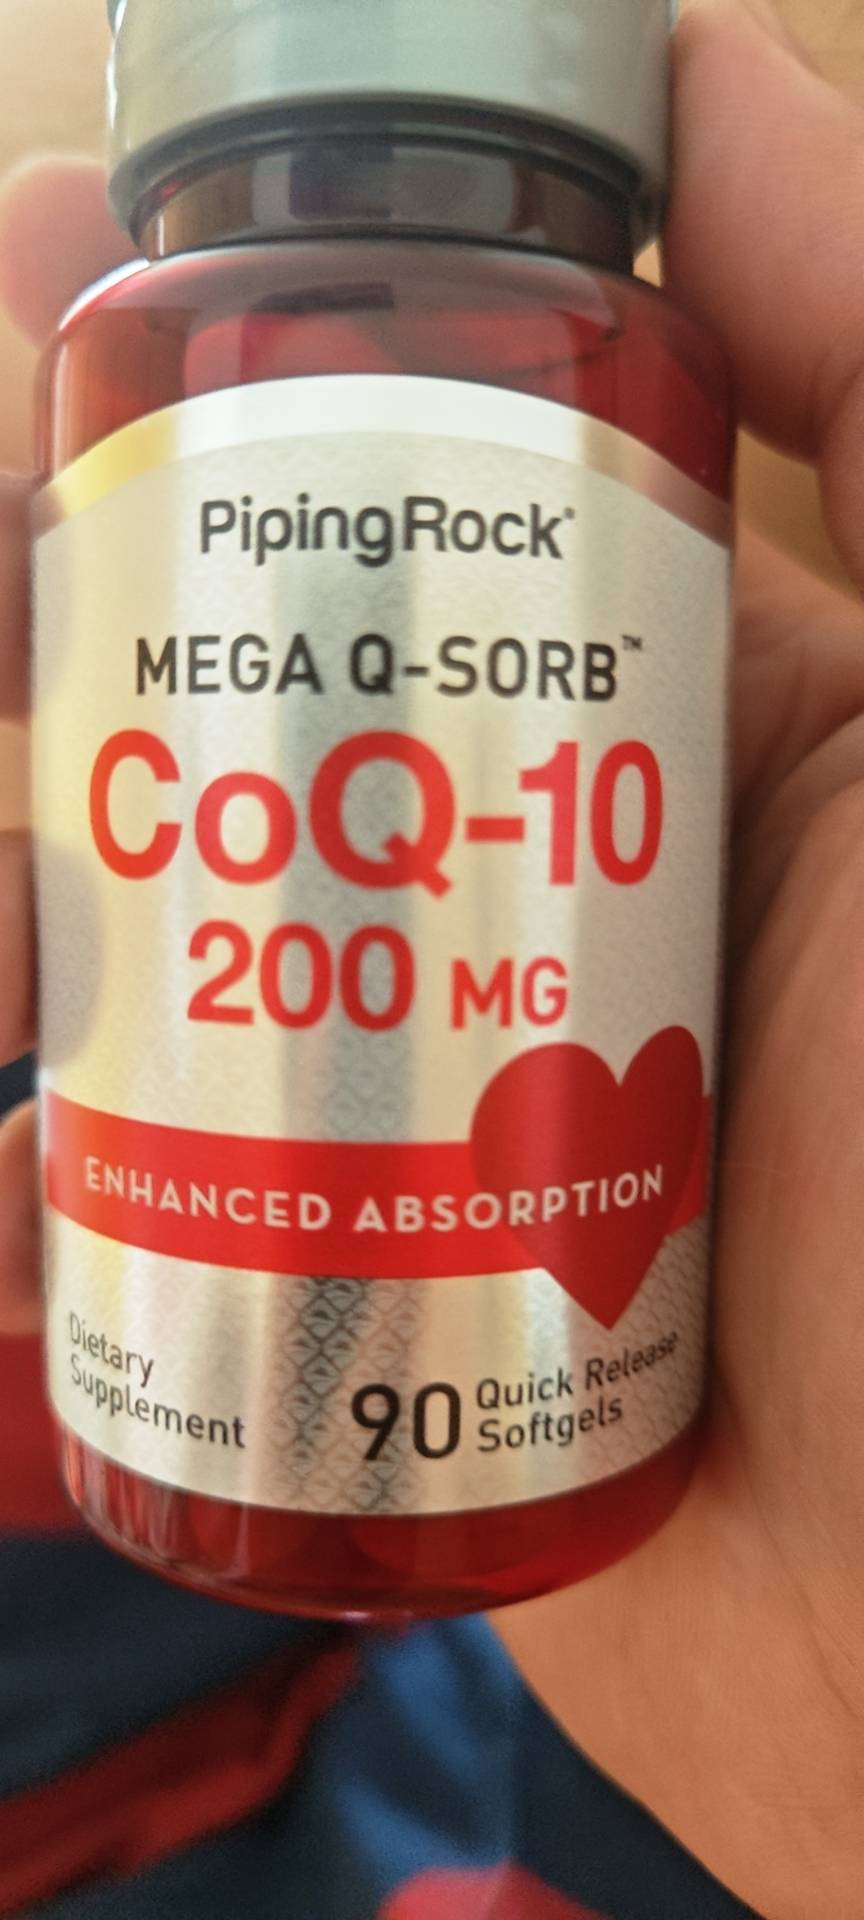 PipingRock®
MEGA Q-SORB™
CoQ-10
200 MG
ENHANCED ABSORPTION
Dietary
Supplement
90 Quick Release
Softgels